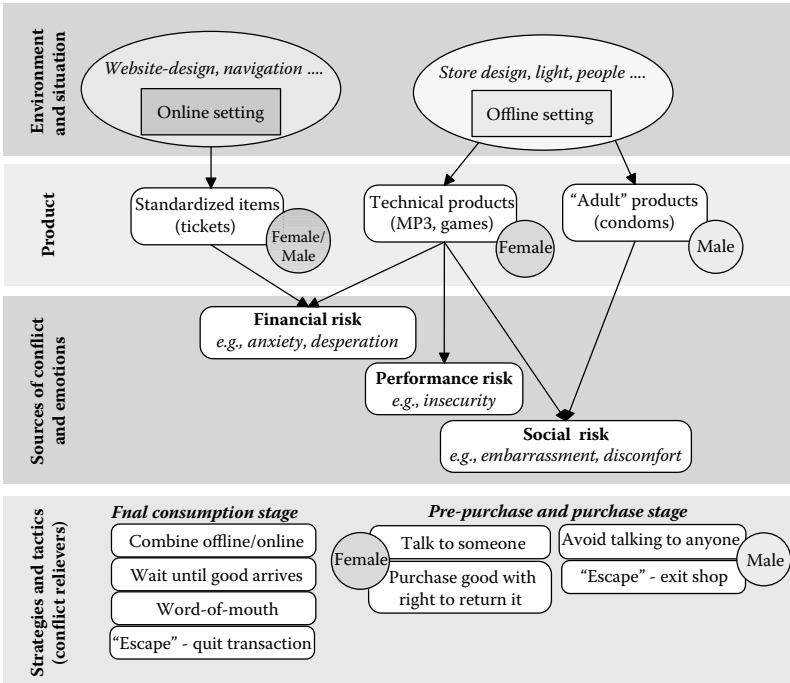 Environment
and situation
Website-design, navigation ....
Online setting
Store design, light, people ....
Offline setting
Product
Standardized items
(tickets)
Female/
Male
Technical products
(MP3, games)
Female
“Adult” products
(condoms)
Male
Sources of conflict
and emotions
Financial risk
e.g., anxiety, desperation
Performance risk
e.g., insecurity
Social risk
e.g., embarrassment, discomfort
Strategies and tactics
(conflict relievers)
Fnal consumption stage
Combine offline/online
Wait until good arrives
Word-of-mouth
“Escape” - quit transaction
Pre-purchase and purchase stage
Female
Talk to someone
Purchase good with
right to return it
Avoid talking to anyone
“Escape” - exit shop
Male